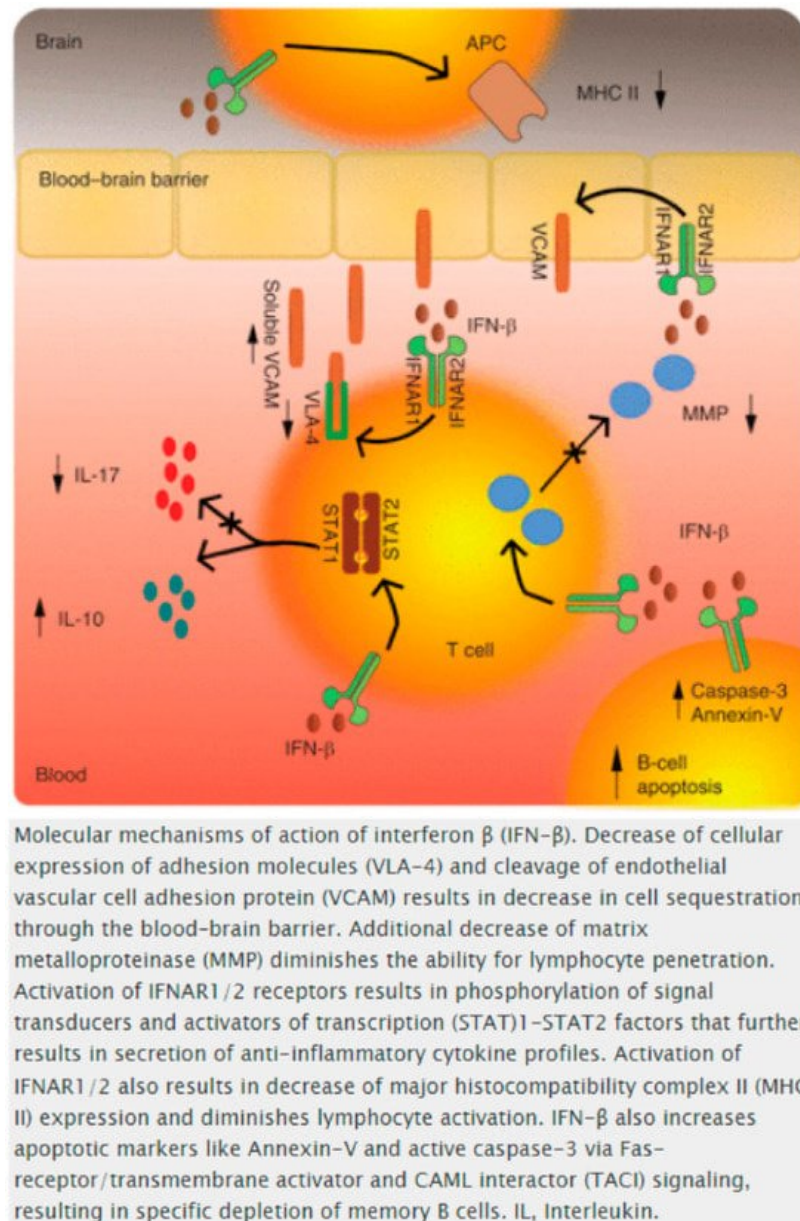 Brain
APC
MHC II
Blood–brain barrier
VCAM
IFNAR1
IFNAR2
Soluble VCAM
VLA-4
IFN-β
IFNAR1
IFNAR2
MMP
IL-17
STAT1
STAT2
IFN-β
IL-10
T cell
Caspase-3
Annexin-V
IFN-β
B-cell
apoptosis
Blood
Molecular mechanisms of action of interferon β (IFN-β). Decrease of cellular
expression of adhesion molecules (VLA-4) and cleavage of endothelial
vascular cell adhesion protein (VCAM) results in decrease in cell sequestration
through the blood-brain barrier. Additional decrease of matrix
metalloproteinase (MMP) diminishes the ability for lymphocyte penetration.
Activation of IFNAR1/2 receptors results in phosphorylation of signal
transducers and activators of transcription (STAT)1-STAT2 factors that further
results in secretion of anti-inflammatory cytokine profiles. Activation of
IFNAR1/2 also results in decrease of major histocompatibility complex II (MHC
II) expression and diminishes lymphocyte activation. IFN-β also increases
apoptotic markers like Annexin-V and active caspase-3 via Fas-
receptor/transmembrane activator and CAML interactor (TACI) signaling,
resulting in specific depletion of memory B cells. IL, Interleukin.